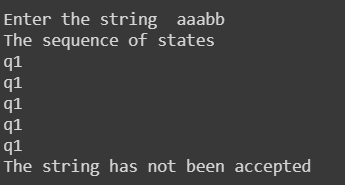 Enter the string  aaabb
The sequence of states
q1
q1
q1
q1
q1
The string has not been accepted